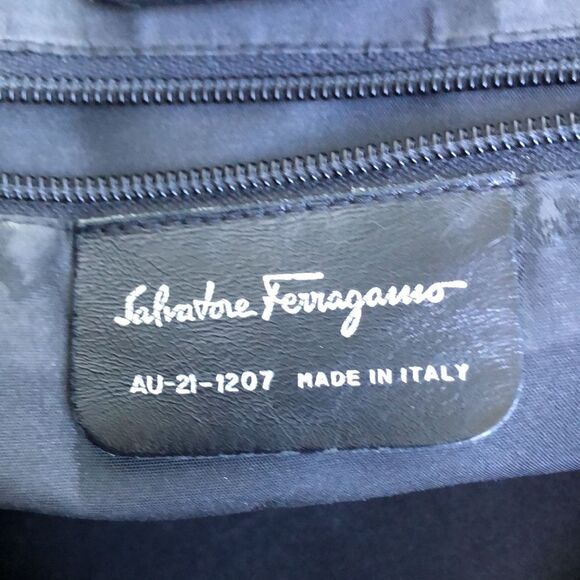 Salvatore Ferragamo
AU-21-1207 MADE IN ITALY